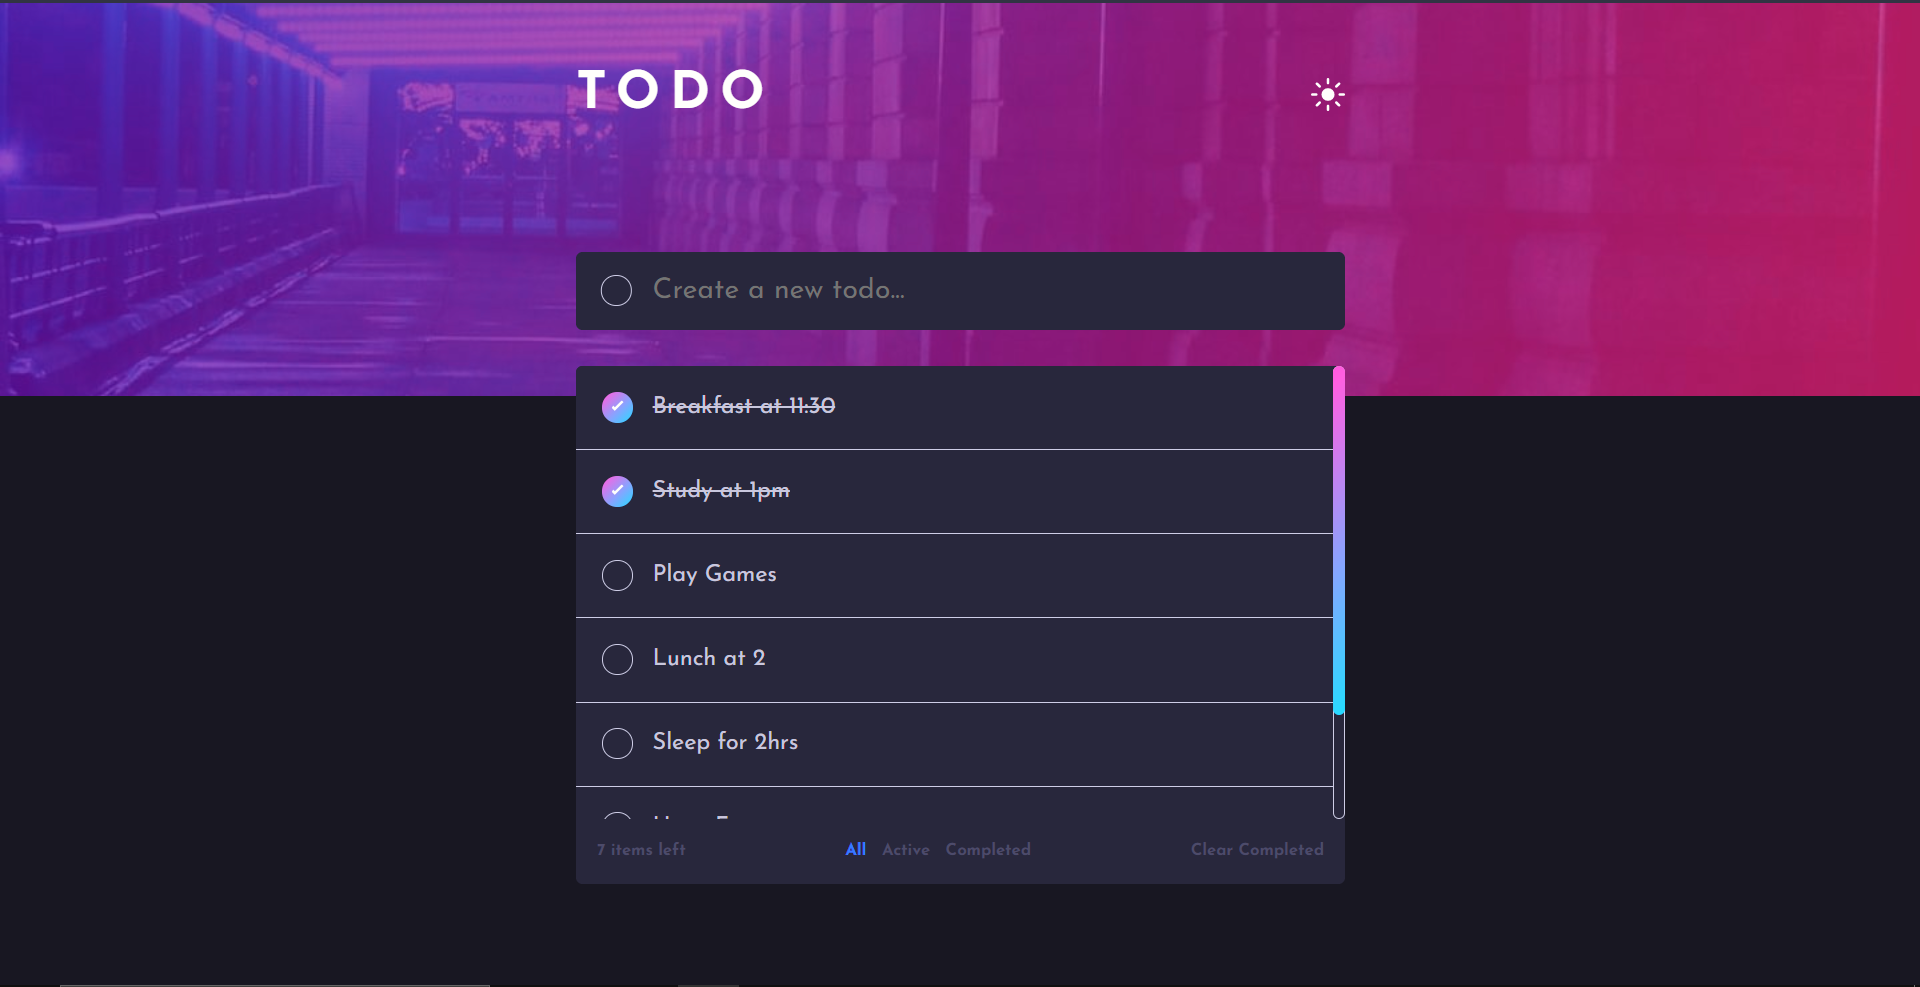 TODO
Create a new todo...
Breakfast at 11:30
Study at 1pm
Play Games
Lunch at 2
Sleep for 2hrs
7 items left
All Active Completed
Clear Completed